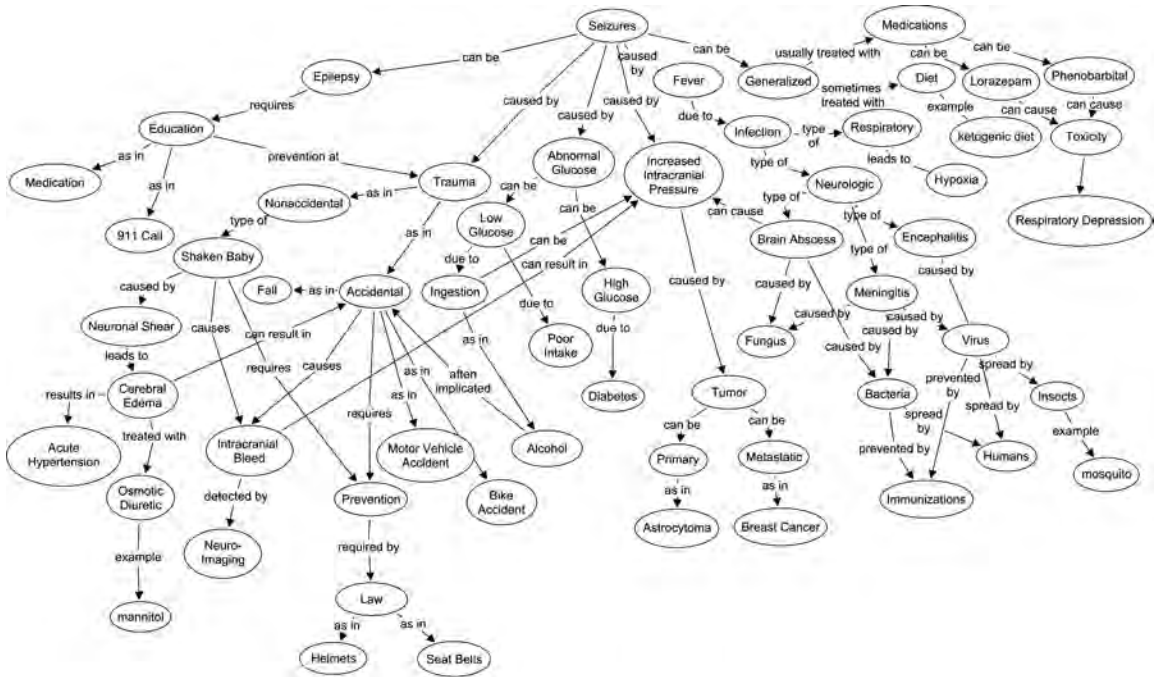 Seizures
Medications
can be
caused
by
can be
usually treated with
can be
can be
Epilepsy
Fever
Generalized
Diet
Lorazepam
Phenobarbital
requires
caused by
caused by
caused by
sometimes
treated with
example
can cause
can cause
Education
due to
Infection
type
of
Respiratory
ketogenic diet
Toxicity
as in
prevention at
Abnormal
Glucose
Increased
Intracranial
Pressure
type of
leads to
Medication
as in
Trauma
can
be
Neurologic
Hypoxia
Nonaccidental
as in
type of
type of
Respiratory Depression
911 Call
type of
Low
Glucose
can be
can cause
Brain Abscess
type of
Encephalitis
Shaken Baby
as in
can be
can result in
due to
caused by
caused by
Fall
as in
Accidental
Ingestion
High
Glucose
caused by
Meningitis
caused by
Neuronal Shear
causes
can result in
due to
caused by
caused
by
caused
by
Virus
leads to
as in
Poor
Intake
due to
Fungus
caused by
Cerebral
Edema
requires
causes
often
implicated
Tumor
Bacteria
prevented
by
spread by
Insects
results in
as in
as in
Diabetes
spread
by
spread
by
treated with
requires
can be
can be
example
Acute
Hypertension
Intracranial
Bleed
Motor Vehicle
Accident
Alcohol
Primary
Metastatic
prevented
by
Humans
mosquito
Osmotic
Diuretic
detected by
Prevention
Bike
Accident
as in
as in
Immunizations
Astrocytoma
Breast Cancer
example
Neuro-
Imaging
required by
mannitol
Law
as in
as in
Helmets
Seat Bells